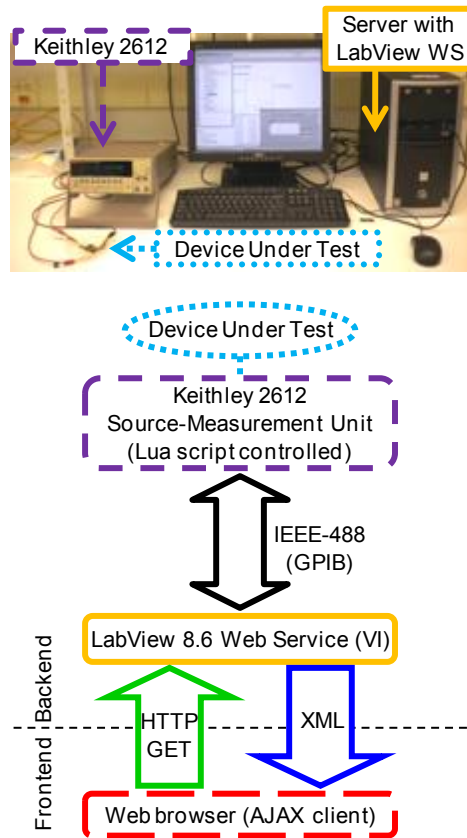 Keithley 2612
Server with
LabView WS
Device Under Test
Device Under Test
Keithley 2612
Source-Measurement Unit
(Lua script controlled)
IEEE-488
(GPIB)
LabView 8.6 Web Service (VI)
Backend
HTTP
GET
XML
Frontend
Web browser (AJAX client)